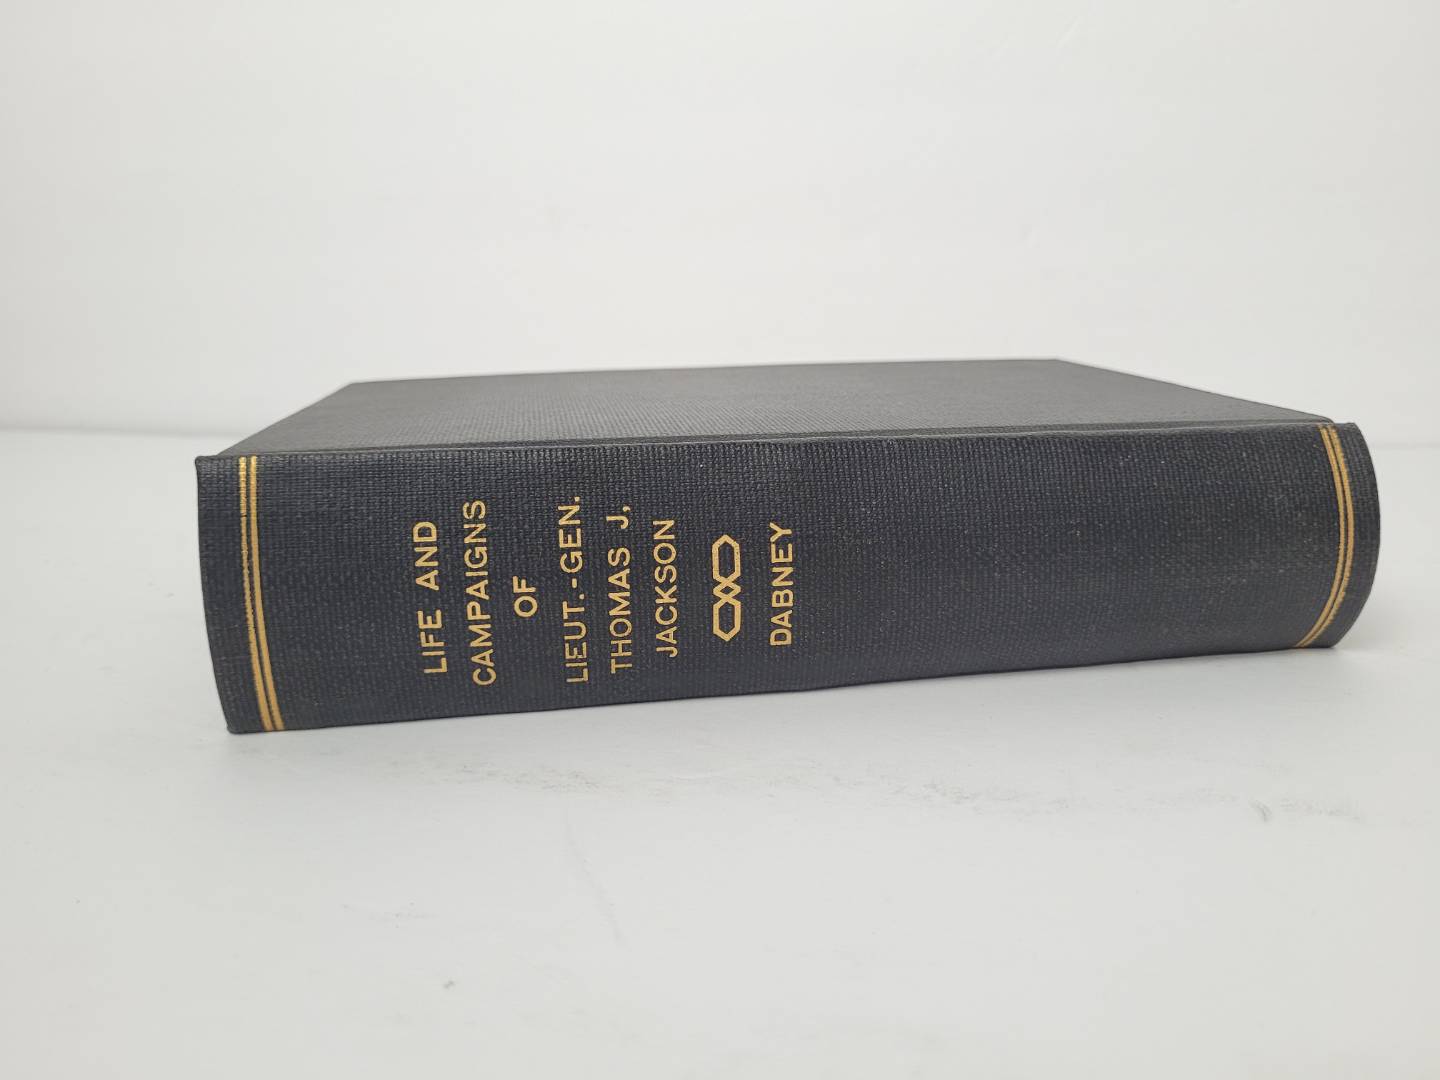 LIFE AND
CAMPAIGNS
OF
LIEUT.-GEN.
THOMAS J,
JACKSON
DABNEY